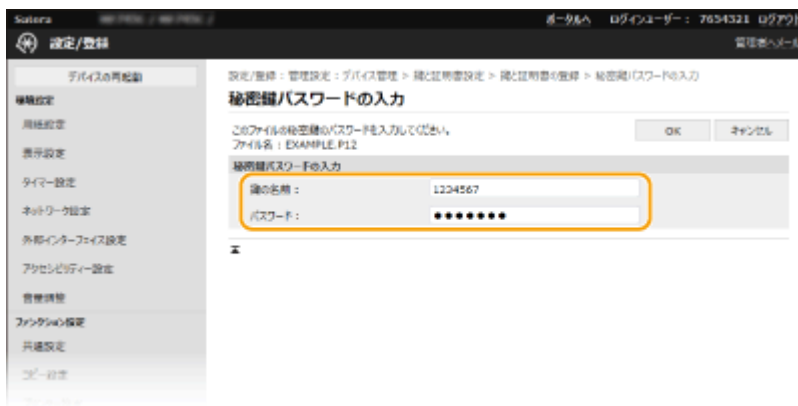 Satera
ポータルへ ログインユーザー： 7654321 ログアウト
設定/登録
管理者へメール
デバイスの再起動
設定/登録：管理設定：デバイス管理 > 鍵と証明書設定 > 鍵と証明書の登録 > 秘密鍵パスワードの入力
秘密鍵パスワードの入力
環境設定
このファイルの秘密鍵のパスワードを入力してください。
ファイル名：EXAMPLE.P12
OK
キャンセル
用紙設定
表示設定
タイマー設定
ネットワーク設定
外部インターフェイス設定
アクセシビリティー設定
音量調整
ファンクション設定
共通設定
コピー設定
秘密鍵パスワードの入力
鍵の名前：
1234567
パスワード：
●●●●●●●